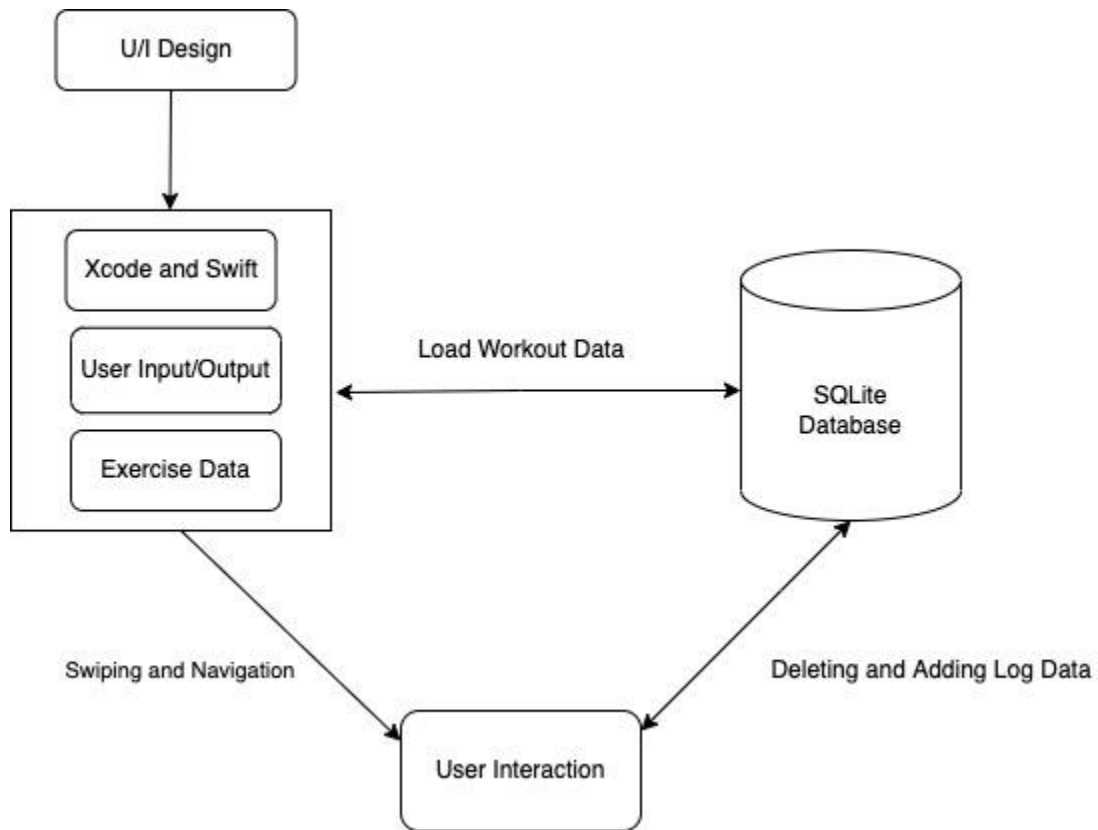 U/I Design
Xcode and Swift
User Input/Output
Exercise Data
Load Workout Data
SQLite
Database
Swiping and Navigation
Deleting and Adding Log Data
User Interaction